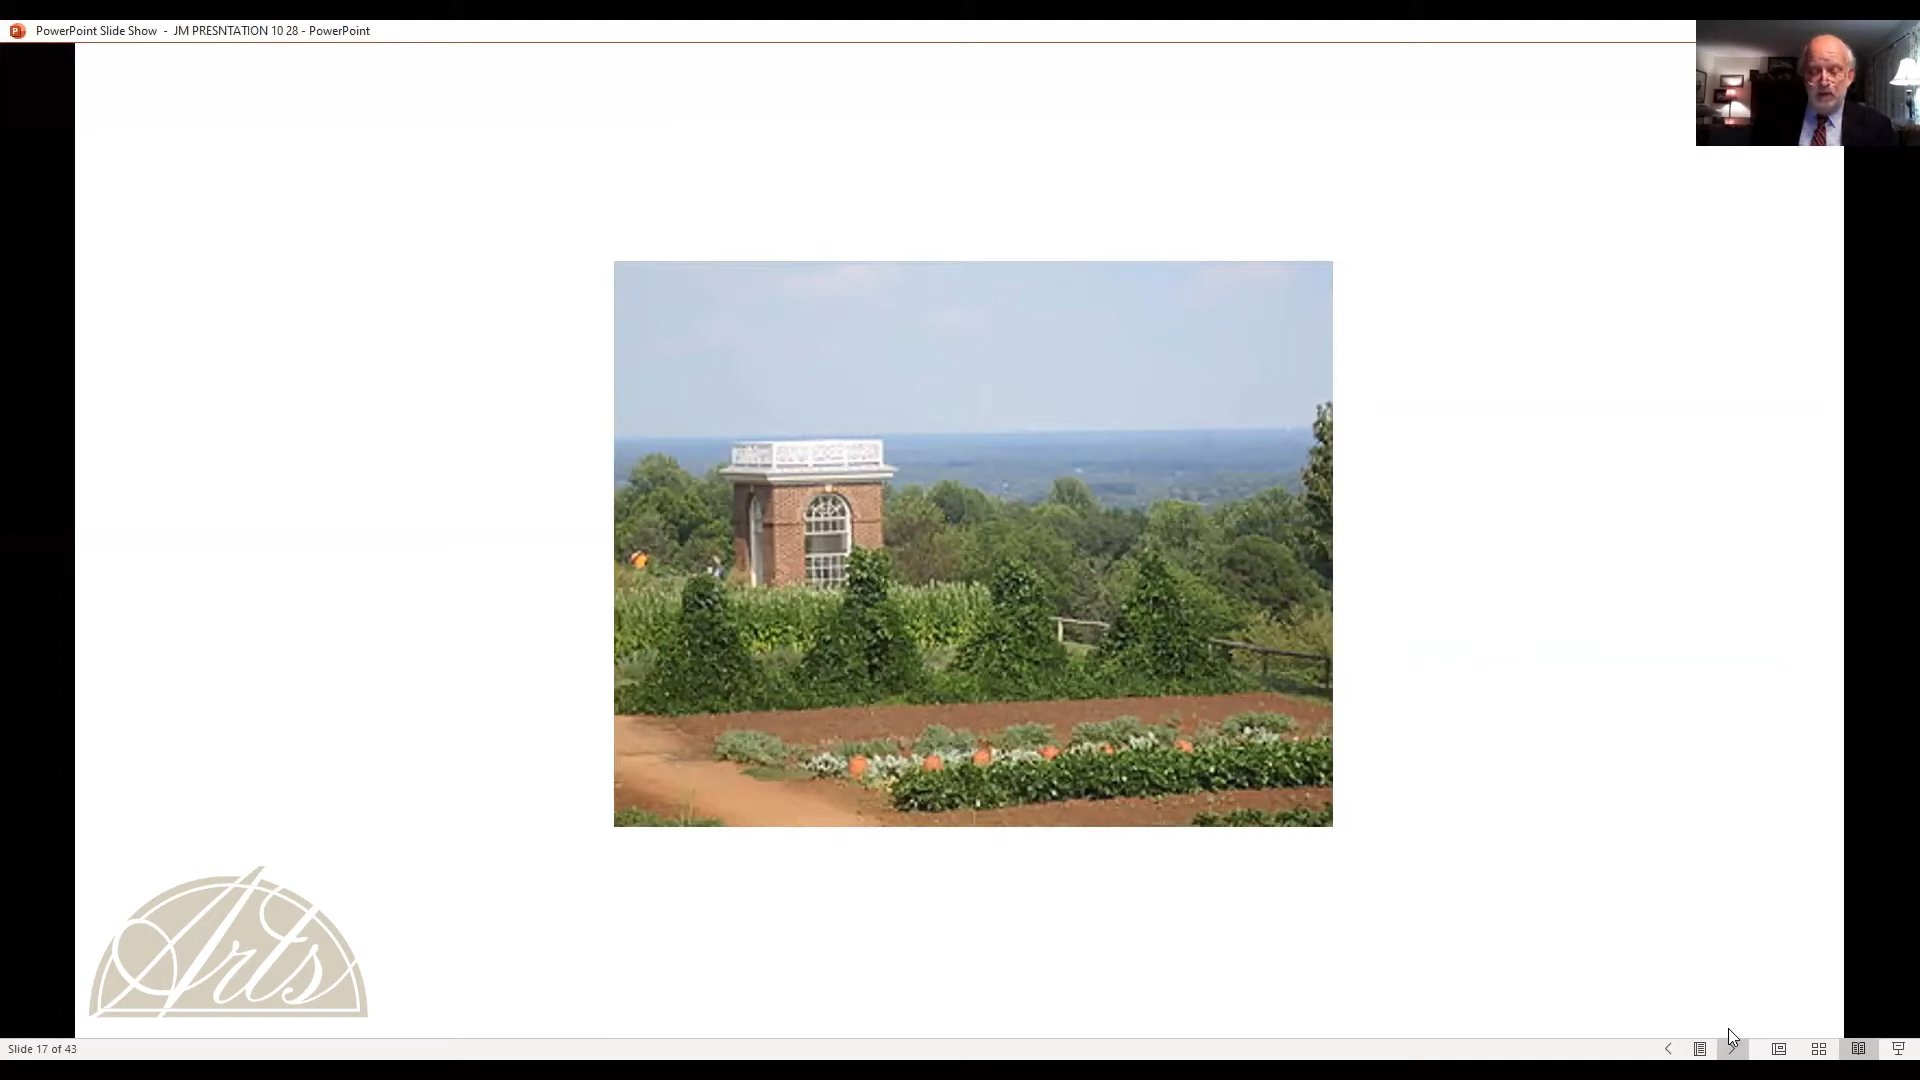 PowerPoint Slide Show - JM PRESNTATION 10 28 - PowerPoint
Arts
Slide 17 of 43